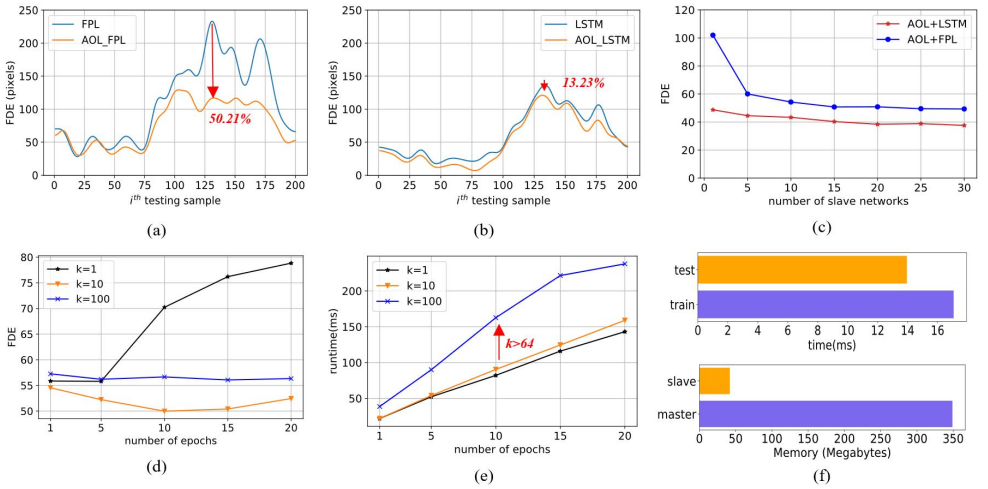 300
250
200
150
100
50
0
FDE (pixels)
FPL
AOL_FPL
50.21%
0 25 50 75 100 125 150 175 200
i^th testing sample
(a)
350
300
250
200
150
100
50
0
FDE (pixels)
LSTM
AOL_LSTM
13.23%
0 25 50 75 100 125 150 175 200
i^th testing sample
(b)
120
100
80
60
40
20
0
FDE
AOL+LSTM
AOL+FPL
0 5 10 15 20 25 30
number of slave networks
(c)
80
75
70
65
60
55
50
FDE
k=1
k=10
k=100
1 5 10 15 20
number of epochs
(d)
200
150
100
50
runtime(ms)
k=1
k=10
k=100
k>64
1 5 10 15 20
number of epochs
(e)
test
train
0 2 4 6 8 10 12 14 16
time(ms)
slave
master
0 50 100 150 200 250 300 350
Memory (Megabytes)
(f)